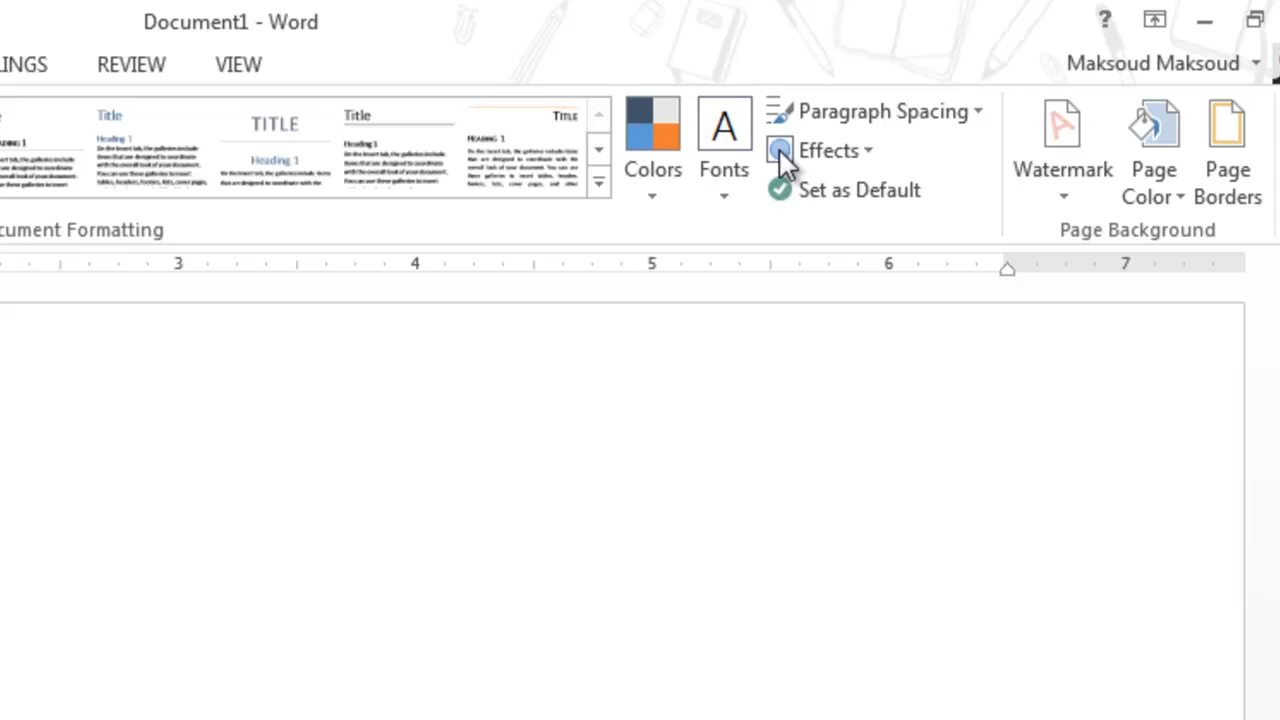 Document1 - Word
?
INGS REVIEW VIEW
Maksoud Maksoud
Title
Heading 1
TITLE
Heading 1
Title
Heading 1
TITLE
HEADING 1
Colors
A
Fonts
Paragraph Spacing
Effects
Set as Default
A
Watermark
Page
Color
Page
Borders
cument Formatting
Page Background
3 4 5 6 7